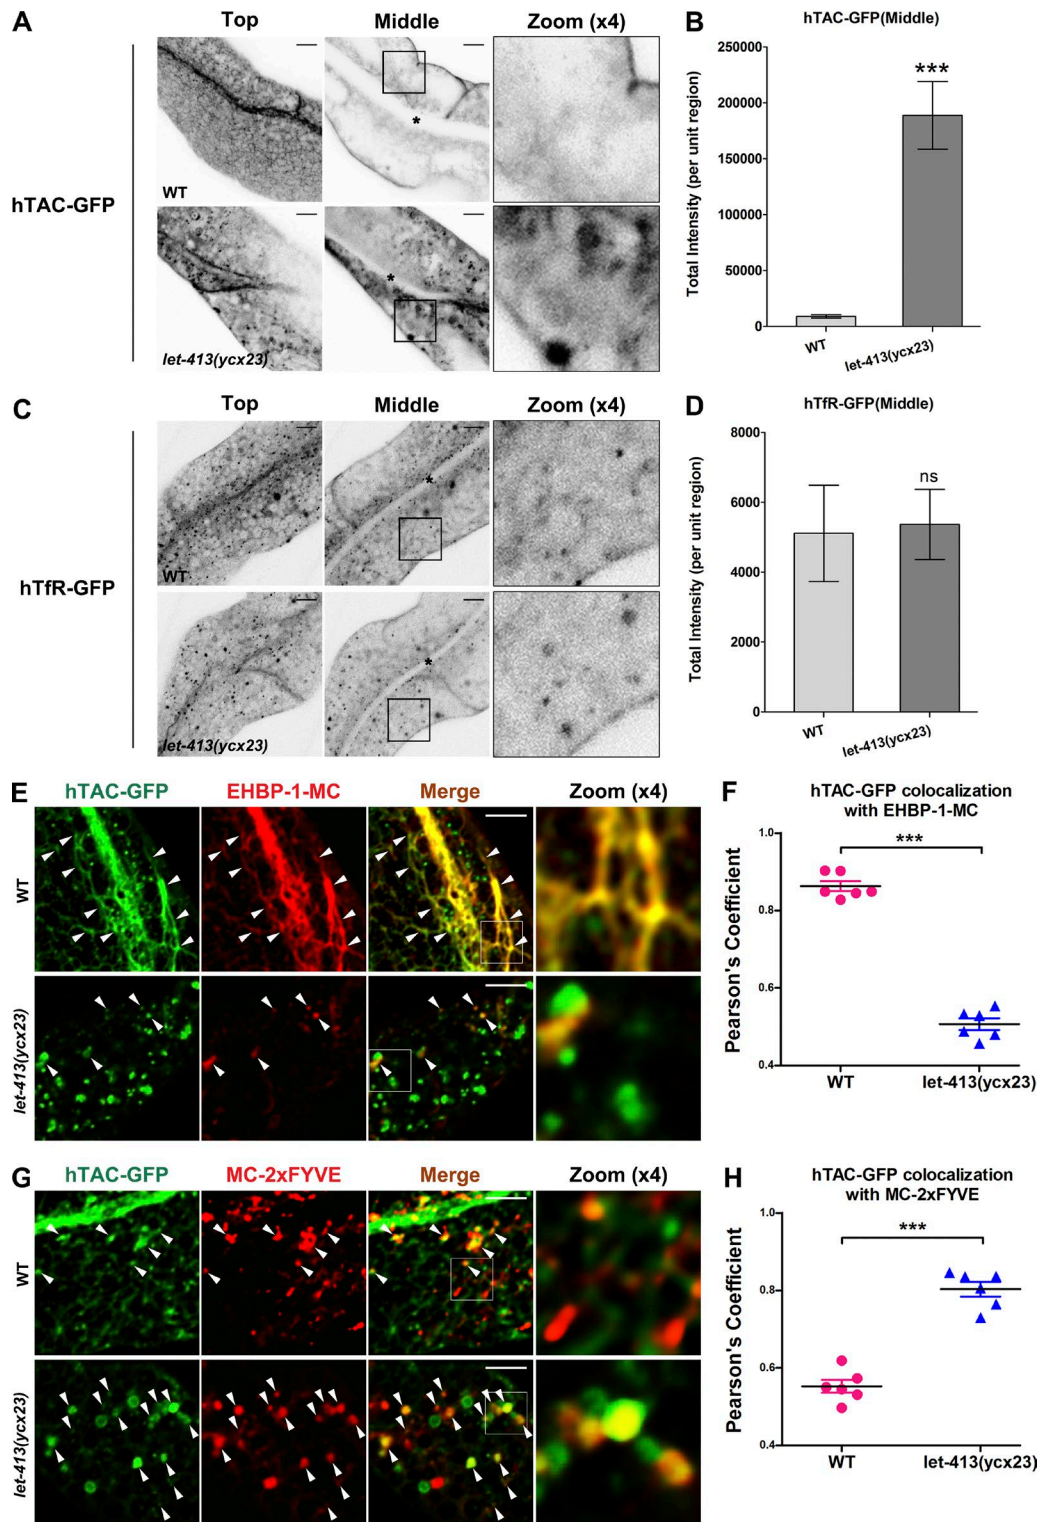 A
Top
Middle
Zoom (x4)
hTAC-GFP
WT
*
let-413(ycx23)
*
B
hTAC-GFP(Middle)
Total Intensity (per unit region)
250000
200000
150000
100000
50000
0
***
WT
let-413(ycx23)
C
Top
Middle
Zoom (x4)
hTfR-GFP
WT
*
let-413(ycx23)
*
D
hTfR-GFP(Middle)
Total Intensity (per unit region)
8000
6000
4000
2000
0
ns
WT
let-413(ycx23)
E
hTAC-GFP
EHBP-1-MC
Merge
Zoom (x4)
WT
let-413(ycx23)
F
hTAC-GFP colocalization
with EHBP-1-MC
Pearson's Coefficient
1.0
0.8
0.6
0.4
***
WT
let-413(ycx23)
G
hTAC-GFP
MC-2xFYVE
Merge
Zoom (x4)
WT
let-413(ycx23)
H
hTAC-GFP colocalization
with MC-2xFYVE
Pearson's Coefficient
1.0
0.8
0.6
0.4
***
WT
let-413(ycx23)